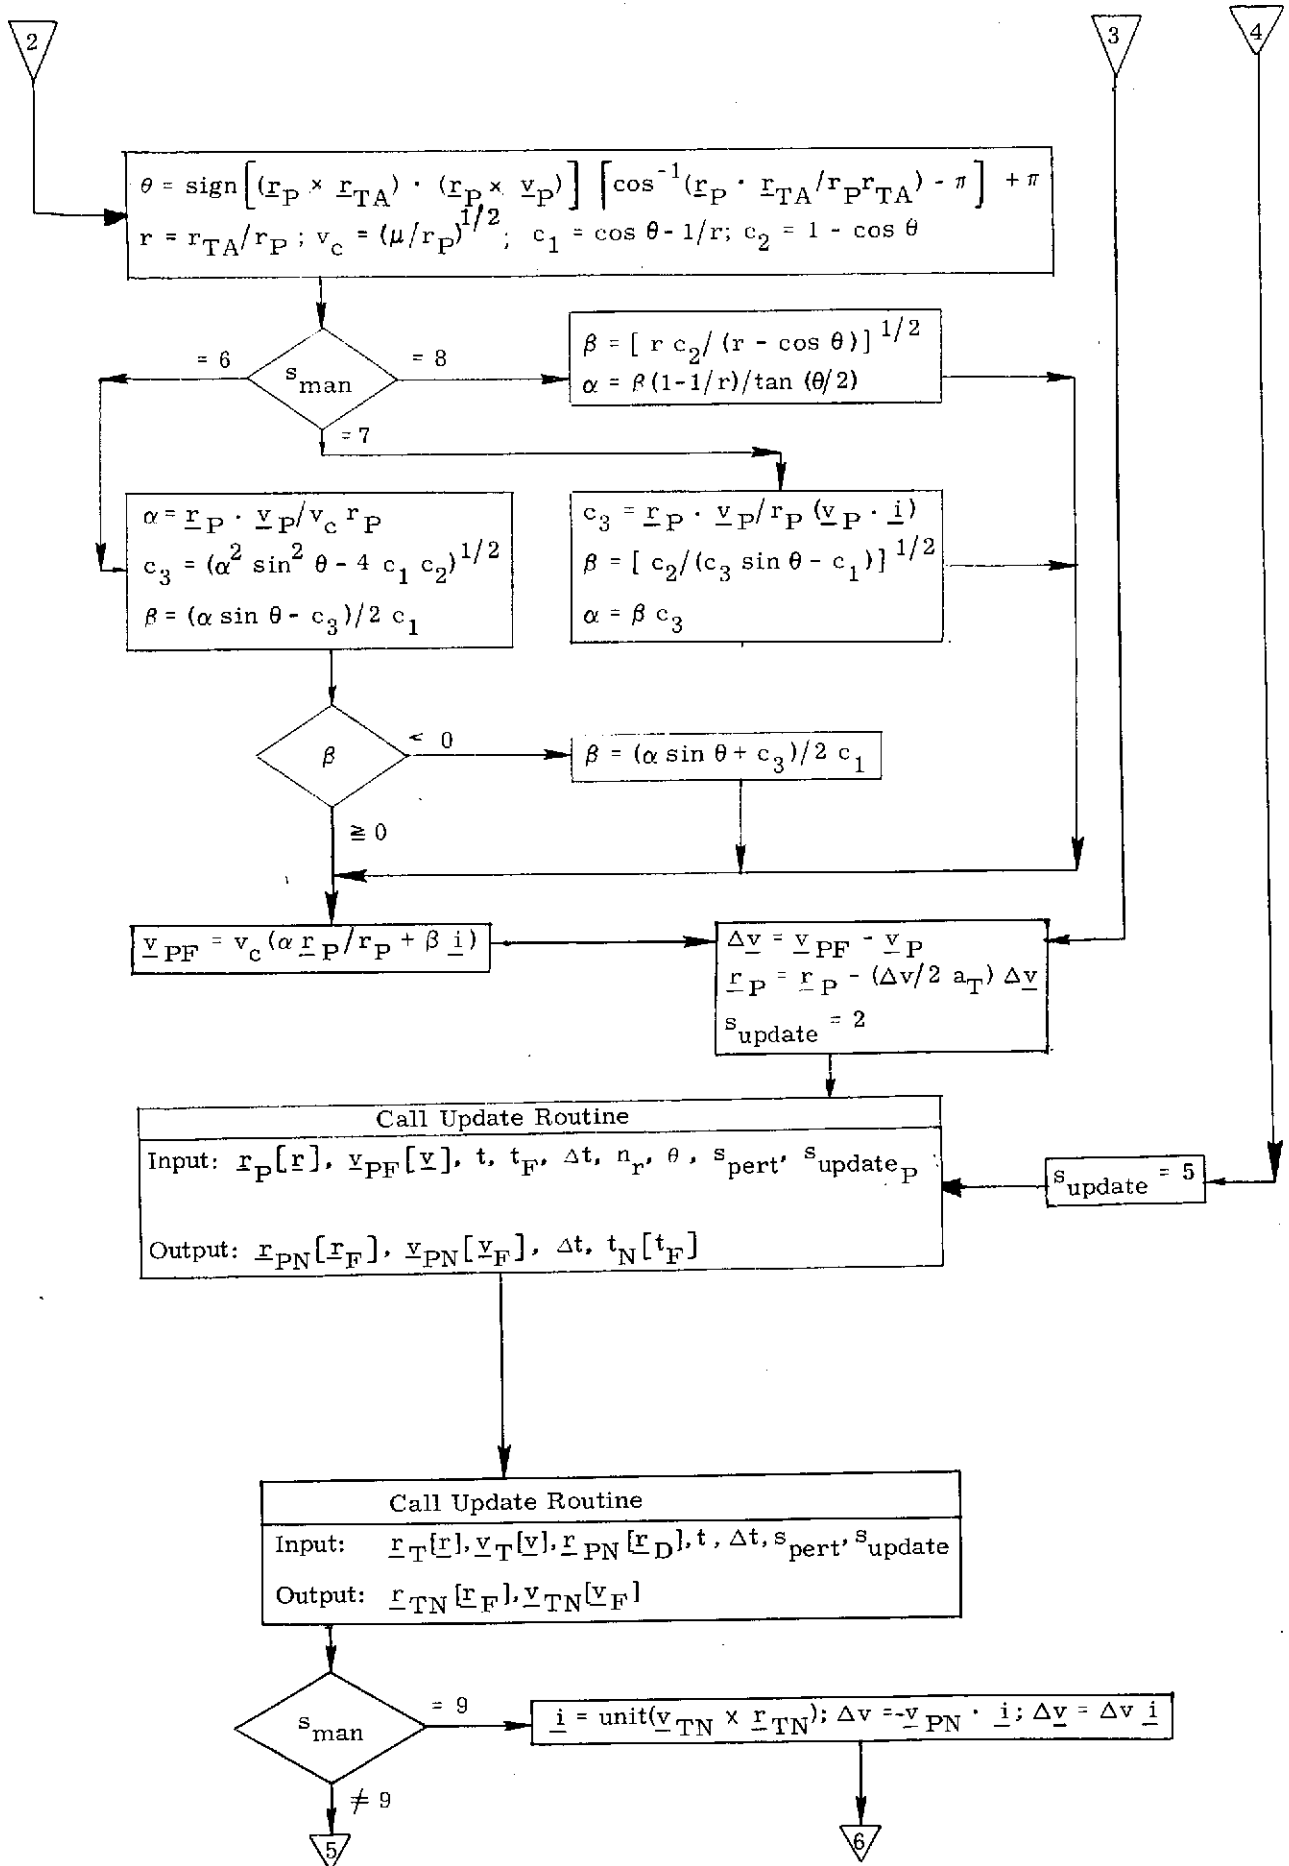 2
3
4
θ = sign[(r_P × r_TA) · (r_P × v_P)] [cos^-1(r_P · r_TA/r_P r_TA) - π] + π
r = r_TA/r_P ; v_c = (μ/r_P)^1/2; c_1 = cos θ - 1/r; c_2 = 1 - cos θ
= 6
s_man
= 8
= 7
β = [ r c_2/ (r - cos θ)]^1/2
α = β (1-1/r)/tan (θ/2)
α = r_P · v_P/v_c r_P
c_3 = (α^2 sin^2 θ - 4 c_1 c_2)^1/2
β = (α sin θ - c_3)/2 c_1
c_3 = r_P · v_P/r_P (v_P · i)
β = [ c_2/(c_3 sin θ - c_1)]^1/2
α = β c_3
β
< 0
β = (α sin θ + c_3)/2 c_1
≧ 0
v_PF = v_c (α r_P/r_P + β i)
Δv = v_PF - v_P
r_P = r_P - (Δv/2 a_T) Δv
s_update = 2
Call Update Routine
Input: r_P[r], v_PF[v], t, t_F, Δt, n_r, θ, s_pert, s_update_P
Output: r_PN[r_F], v_PN[v_F], Δt, t_N[t_F]
s_update = 5
Call Update Routine
Input: r_T[r], v_T[v], r_PN[r_D], t, Δt, s_pert, s_update
Output: r_TN[r_F], v_TN[v_F]
s_man
= 9
i = unit(v_TN × r_TN); Δv =-v_PN · i; Δv = Δv i
≠ 9
5
6